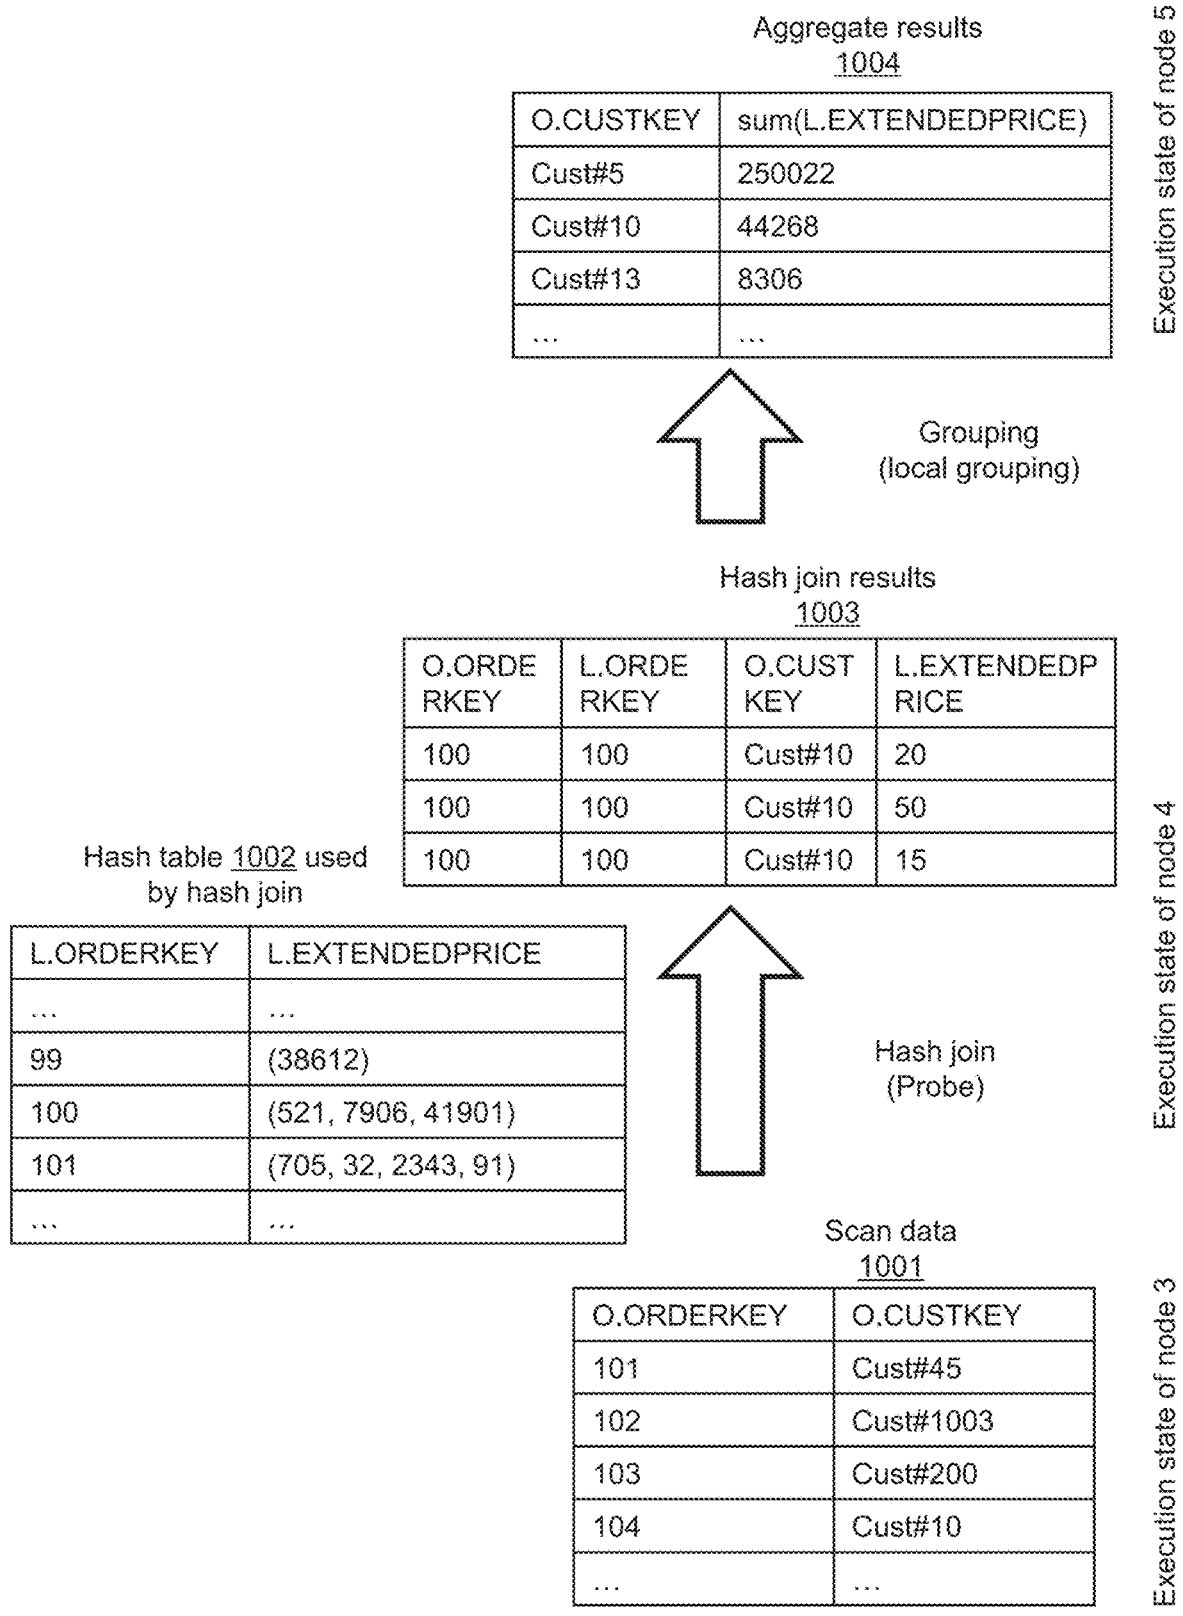 Aggregate results
1004
O.CUSTKEY sum(L.EXTENDEDPRICE)
Cust#5 250022
Cust#10 44268
Cust#13 8306
... ...
Execution state of node 5
Grouping
(local grouping)
Hash join results
1003
O.ORDE L.ORDE O.CUST L.EXTENDEDP
RKEY RKEY KEY RICE
100 100 Cust#10 20
100 100 Cust#10 50
100 100 Cust#10 15
Hash table 1002 used
by hash join
L.ORDERKEY L.EXTENDEDPRICE
... ...
99 (38612)
100 (521, 7906, 41901)
101 (705, 32, 2343, 91)
... ...
Hash join
(Probe)
Execution state of node 4
Scan data
1001
O.ORDERKEY O.CUSTKEY
101 Cust#45
102 Cust#1003
103 Cust#200
104 Cust#10
... ...
Execution state of node 3